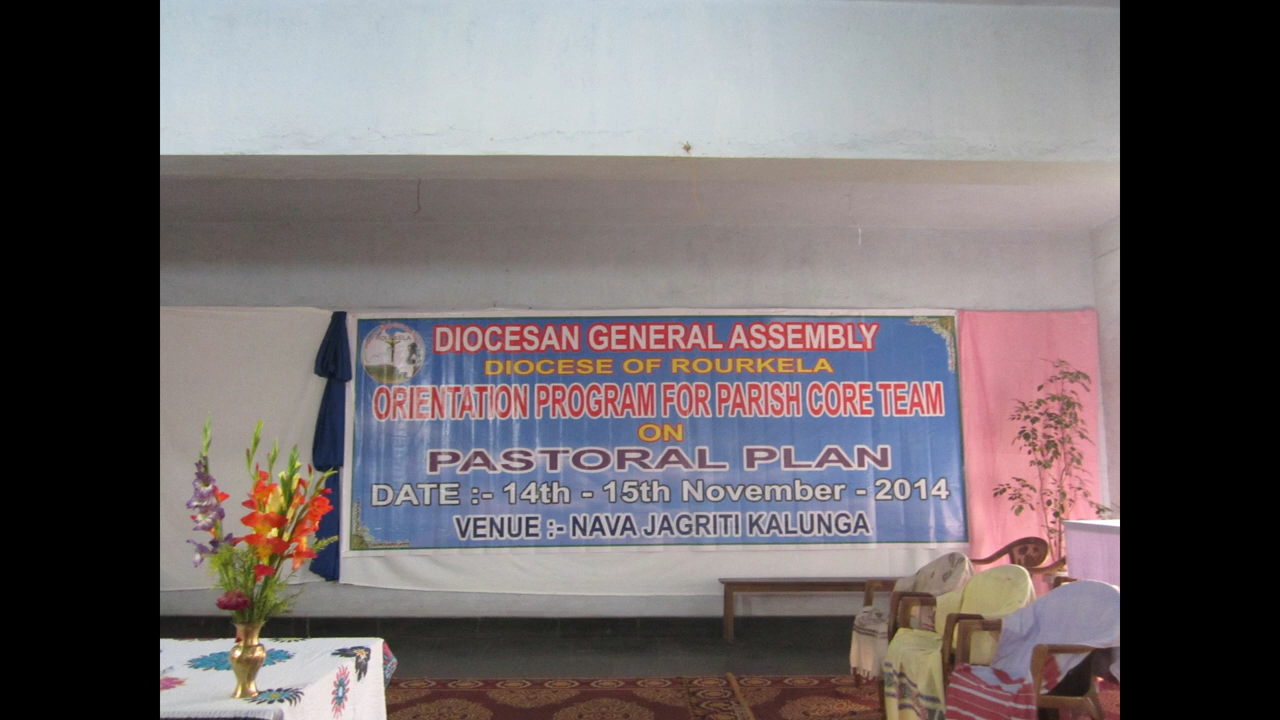 ROURKELA
DIOCESAN GENERAL ASSEMBLY
DIOCESE OF ROURKELA
ORIENTATION PROGRAM FOR PARISH CORE TEAM
ON
PASTORAL PLAN
DATE :- 14th - 15th November - 2014
VENUE :- NAVA JAGRITI KALUNGA